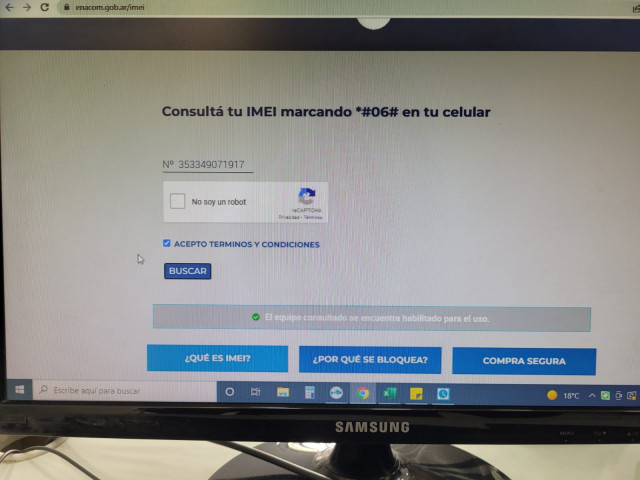 enacom.gob.ar/imei
Consultá tu IMEI marcando *#06# en tu celular
Nº 353349071917
No soy un robot
reCAPTCHA
Privacidad - Términos
ACEPTO TERMINOS Y CONDICIONES
BUSCAR
El equipo consultado se encuentra habilitado para el uso.
¿QUÉ ES IMEI?
¿POR QUÉ SE BLOQUEA?
COMPRA SEGURA
Escribe aquí para buscar
18°C
SAMSUNG